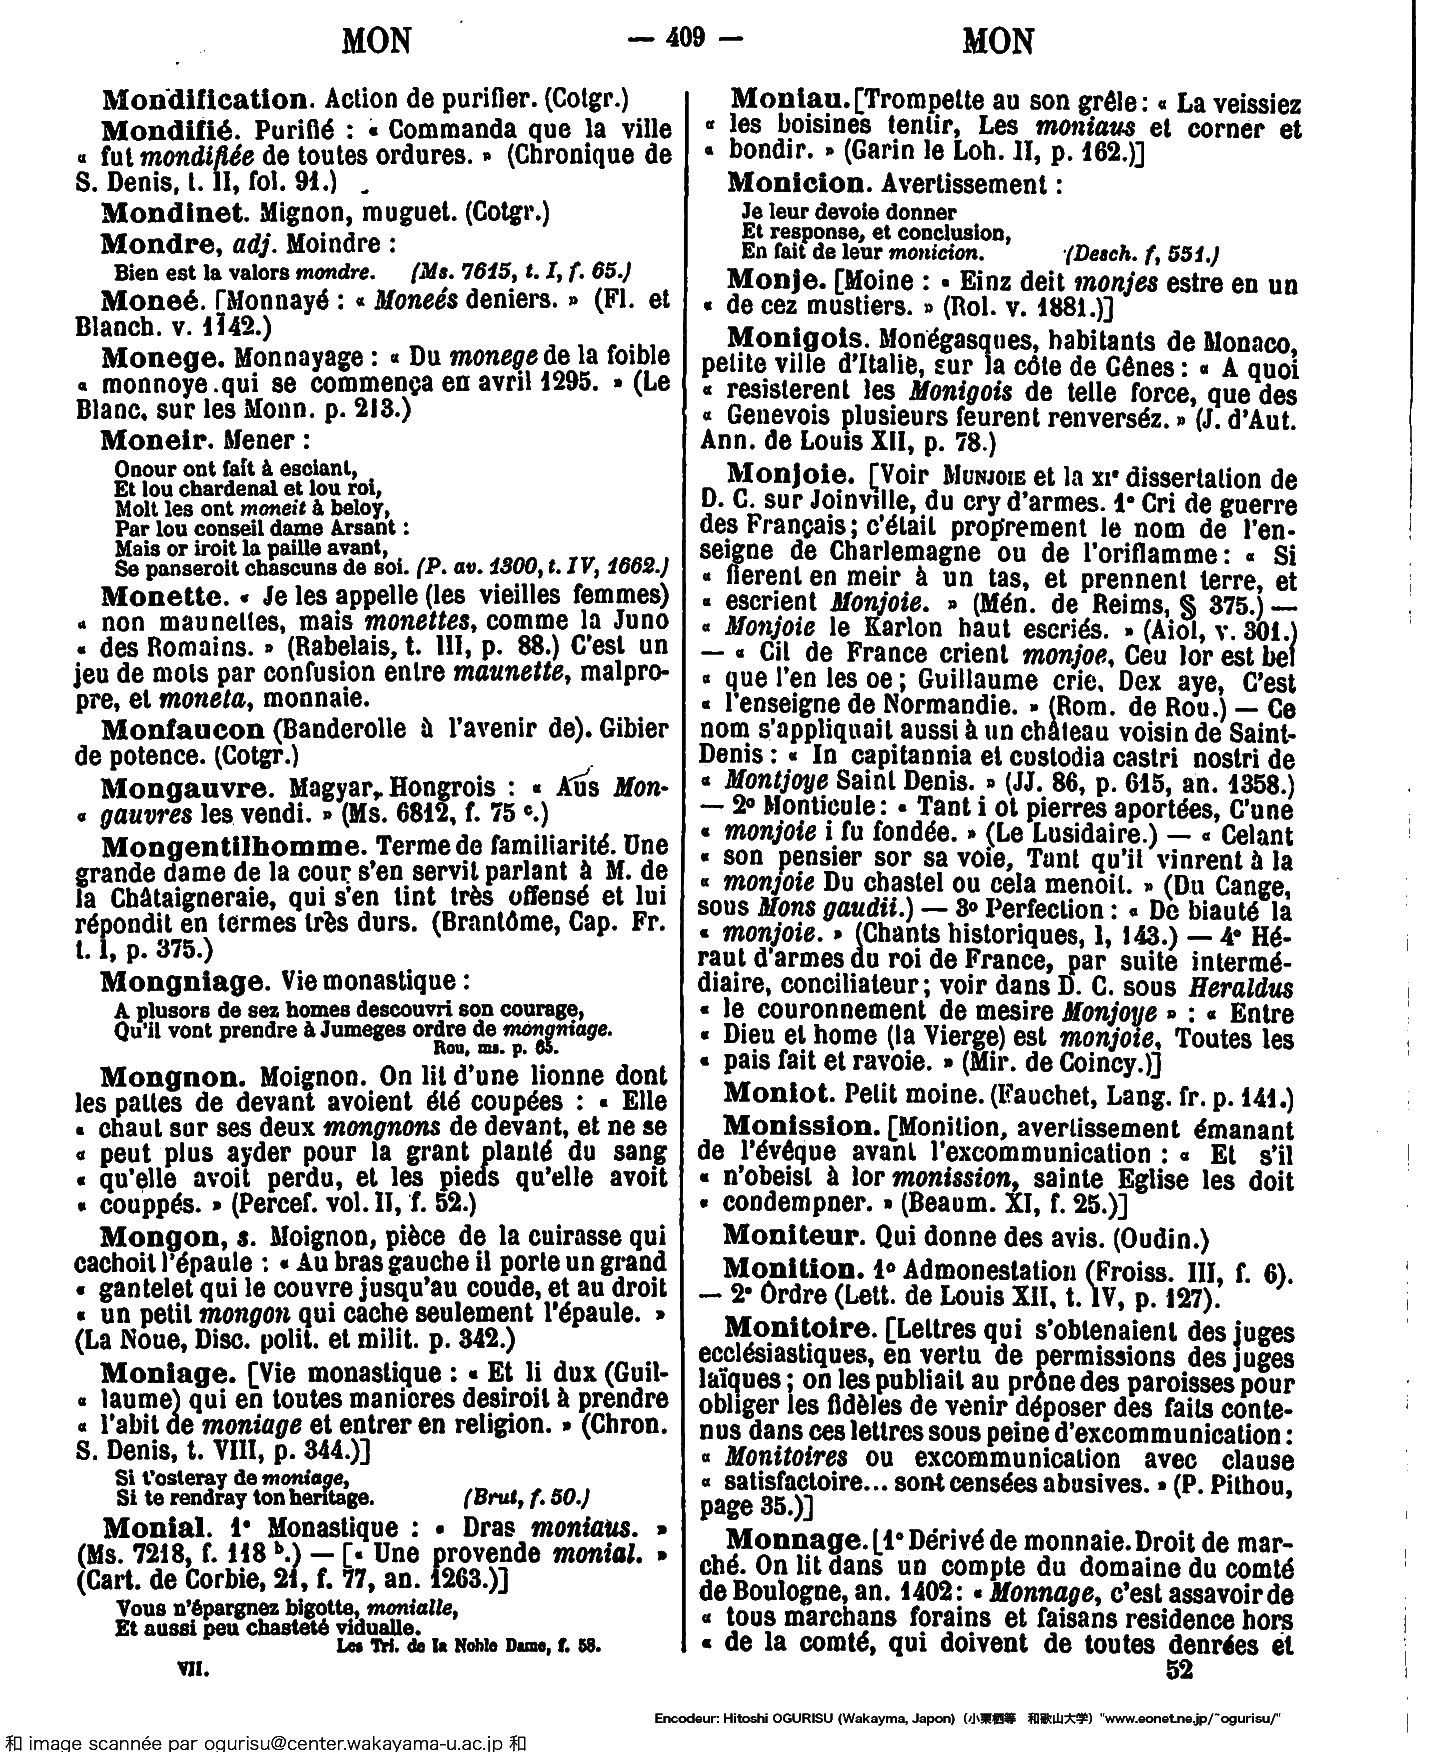 MON — 409 — MON
Mondification. Action de purifier. (Cotgr.)
Mondifié. Purifié : « Commanda que la ville
« fut mondifiée de toutes ordures. » (Chronique de
S. Denis, t. II, fol. 91.)
Mondinet. Mignon, muguet. (Cotgr.)
Mondre, adj. Moindre :
Bien est la valors mondre. (Ms. 7615, t. I, f. 65.)
Moneé. [Monnayé : « Moneés deniers. » (Fl. et
Blanch. v. 1142.)
Monege. Monnayage : « Du monege de la foible
« monnoye qui se commença en avril 1295. » (Le
Blanc, sur les Monn. p. 213.)
Moneir. Mener :
Onour ont fait à esciant,
Et lou chardenal et lou roi,
Molt les ont moneit à beloy,
Par lou conseil dame Arsant :
Mais or iroit la paille avant,
Se panseroit chascuns de soi. (P. av. 1300, t. IV, 1662.)
Monette. « Je les appelle (les vieilles femmes)
« non maunettes, mais monettes, comme la Juno
« des Romains. » (Rabelais, t. III, p. 88.) C'est un
jeu de mots par confusion entre maunette, malpro-
pre, et moneta, monnaie.
Monfaucon (Banderolle à l'avenir de). Gibier
de potence. (Cotgr.)
Mongauvre. Magyar, Hongrois : « Aus Mon-
« gauvres les vendi. » (Ms. 6812, f. 75 c.)
Mongentilhomme. Terme de familiarité. Une
grande dame de la cour s'en servit parlant à M. de
la Châtaigneraie, qui s'en tint très offensé et lui
répondit en termes très durs. (Brantôme, Cap. Fr.
t. I, p. 375.)
Mongniage. Vie monastique :
A plusors de sez homes descouvri son courage,
Qu'il vont prendre à Jumeges ordre de mongniage.
Rou, ms. p. 65.
Mongnon. Moignon. On lit d'une lionne dont
les pattes de devant avoient été coupées : « Elle
« chaut sur ses deux mongnons de devant, et ne se
« peut plus ayder pour la grant planté du sang
« qu'elle avoit perdu, et les pieds qu'elle avoit
« couppés. » (Percef. vol. II, f. 52.)
Mongon, s. Moignon, pièce de la cuirasse qui
cachoit l'épaule : « Au bras gauche il porte un grand
« gantelet qui le couvre jusqu'au coude, et au droit
« un petit mongon qui cache seulement l'épaule. »
(La Noue, Disc. polit. et milit. p. 342.)
Moniage. [Vie monastique : « Et li dux (Guil-
« laume) qui en toutes manieres desiroit à prendre
« l'abit de moniage et entrer en religion. » (Chron.
S. Denis, t. VIII, p. 344.)]
Si t'osteray de moniage,
Si te rendray ton heritage. (Brut, f. 50.)
Monial. 1° Monastique : « Dras moniaus. »
(Ms. 7218, f. 118 b.) — [« Une provende monial. »
(Cart. de Corbie, 21, f. 77, an. 1263.)]
Vous n'épargnez bigotte, monialle,
Et aussi peu chasteté vidualle.
Les Tri. de la Noble Dame, f. 58.
VII.
Moniau. [Trompette au son grêle : « La veissiez
« les boisines tentir, Les moniaus et corner et
« bondir. » (Garin le Loh. II, p. 162.)]
Monicion. Avertissement :
Je leur devoie donner
Et response, et conclusion,
En fait de leur monicion. (Desch. f, 551.)
Monje. [Moine : « Einz deit monjes estre en un
« de cez mustiers. » (Rol. v. 1881.)]
Monigois. Monégasques, habitants de Monaco,
petite ville d'Italie, sur la côte de Gênes : « A quoi
« resisterent les Monigois de telle force, que des
« Genevois plusieurs feurent renverséz. » (J. d'Aut.
Ann. de Louis XII, p. 78.)
Monjoie. [Voir MUNJOIE et la XIe dissertation de
D. C. sur Joinville, du cry d'armes. 1° Cri de guerre
des Français ; c'était proprement le nom de l'en-
seigne de Charlemagne ou de l'oriflamme : « Si
« fierent en meir à un tas, et prennent terre, et
« escrient Monjoie. » (Mén. de Reims, § 375.) —
« Monjoie le Karlon haut escriés. » (Aiol, v. 301.)
— « Cil de France crient monjoe, Ceu lor est bel
« que l'en les oe ; Guillaume crie, Dex aye, C'est
« l'enseigne de Normandie. » (Rom. de Rou.) — Ce
nom s'appliquait aussi à un château voisin de Saint-
Denis : « In capitannia et custodia castri nostri de
« Montjoye Saint Denis. » (JJ. 86, p. 615, an. 1358.)
— 2° Monticule : « Tant i ot pierres aportées, C'une
« monjoie i fu fondée. » (Le Lusidaire.) — « Celant
« son pensier sor sa voie, Tant qu'il vinrent à la
« monjoie Du chastel ou cela menoit. » (Du Cange,
sous Mons gaudii.) — 3° Perfection : « De biauté la
« monjoie. » (Chants historiques, I, 143.) — 4° Hé-
raut d'armes du roi de France, par suite intermé-
diaire, conciliateur ; voir dans D. C. sous Heraldus
« le couronnement de mesire Monjoye » : « Entre
« Dieu et home (la Vierge) est monjoie, Toutes les
« pais fait et ravoie. » (Mir. de Coincy.)]
Moniot. Petit moine. (Fauchet, Lang. fr. p. 141.)
Monission. [Monition, avertissement émanant
de l'évêque avant l'excommunication : « Et s'il
« n'obeist à lor monission, sainte Eglise les doit
« condempner. » (Beaum. XI, f. 25.)]
Moniteur. Qui donne des avis. (Oudin.)
Monition. 1° Admonestation (Froiss. III, f. 6).
— 2° Ordre (Lett. de Louis XII, t. IV, p. 127).
Monitoire. [Lettres qui s'obtenaient des juges
ecclésiastiques, en vertu de permissions des juges
laïques ; on les publiait au prône des paroisses pour
obliger les fidèles de venir déposer des faits conte-
nus dans ces lettres sous peine d'excommunication :
« Monitoires ou excommunication avec clause
« satisfactoire... sont censées abusives. » (P. Pithou,
page 35.)]
Monnage. [1° Dérivé de monnaie. Droit de mar-
ché. On lit dans un compte du domaine du comté
de Boulogne, an. 1402 : « Monnage, c'est assavoir de
« tous marchans forains et faisans residence hors
« de la comté, qui doivent de toutes denrées et
52
Encodeur: Hitoshi OGURISU (Wakayma, Japon) (小栗栖等 和歌山大学) "www.eonet.ne.jp/~ogurisu/"
和 image scannée par ogurisu@center.wakayama-u.ac.jp 和